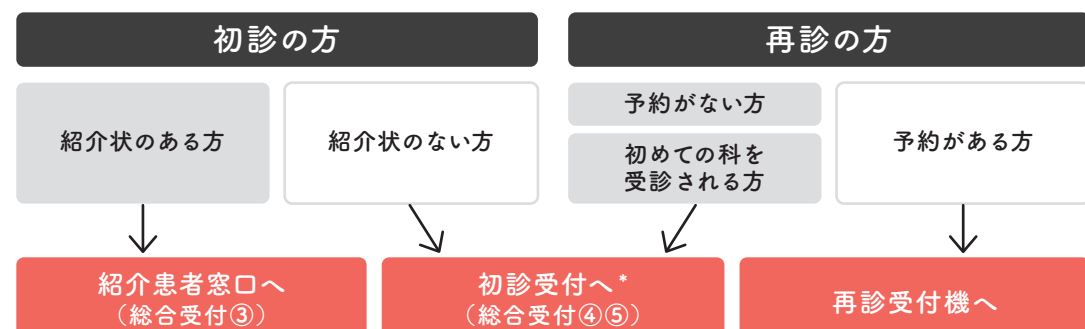 初診の方
再診の方
紹介状のある方
紹介状のない方
予約がない方
初めての科を
受診される方
予約がある方
紹介患者窓口へ
（総合受付③）
初診受付へ*
（総合受付④⑤）
再診受付機へ